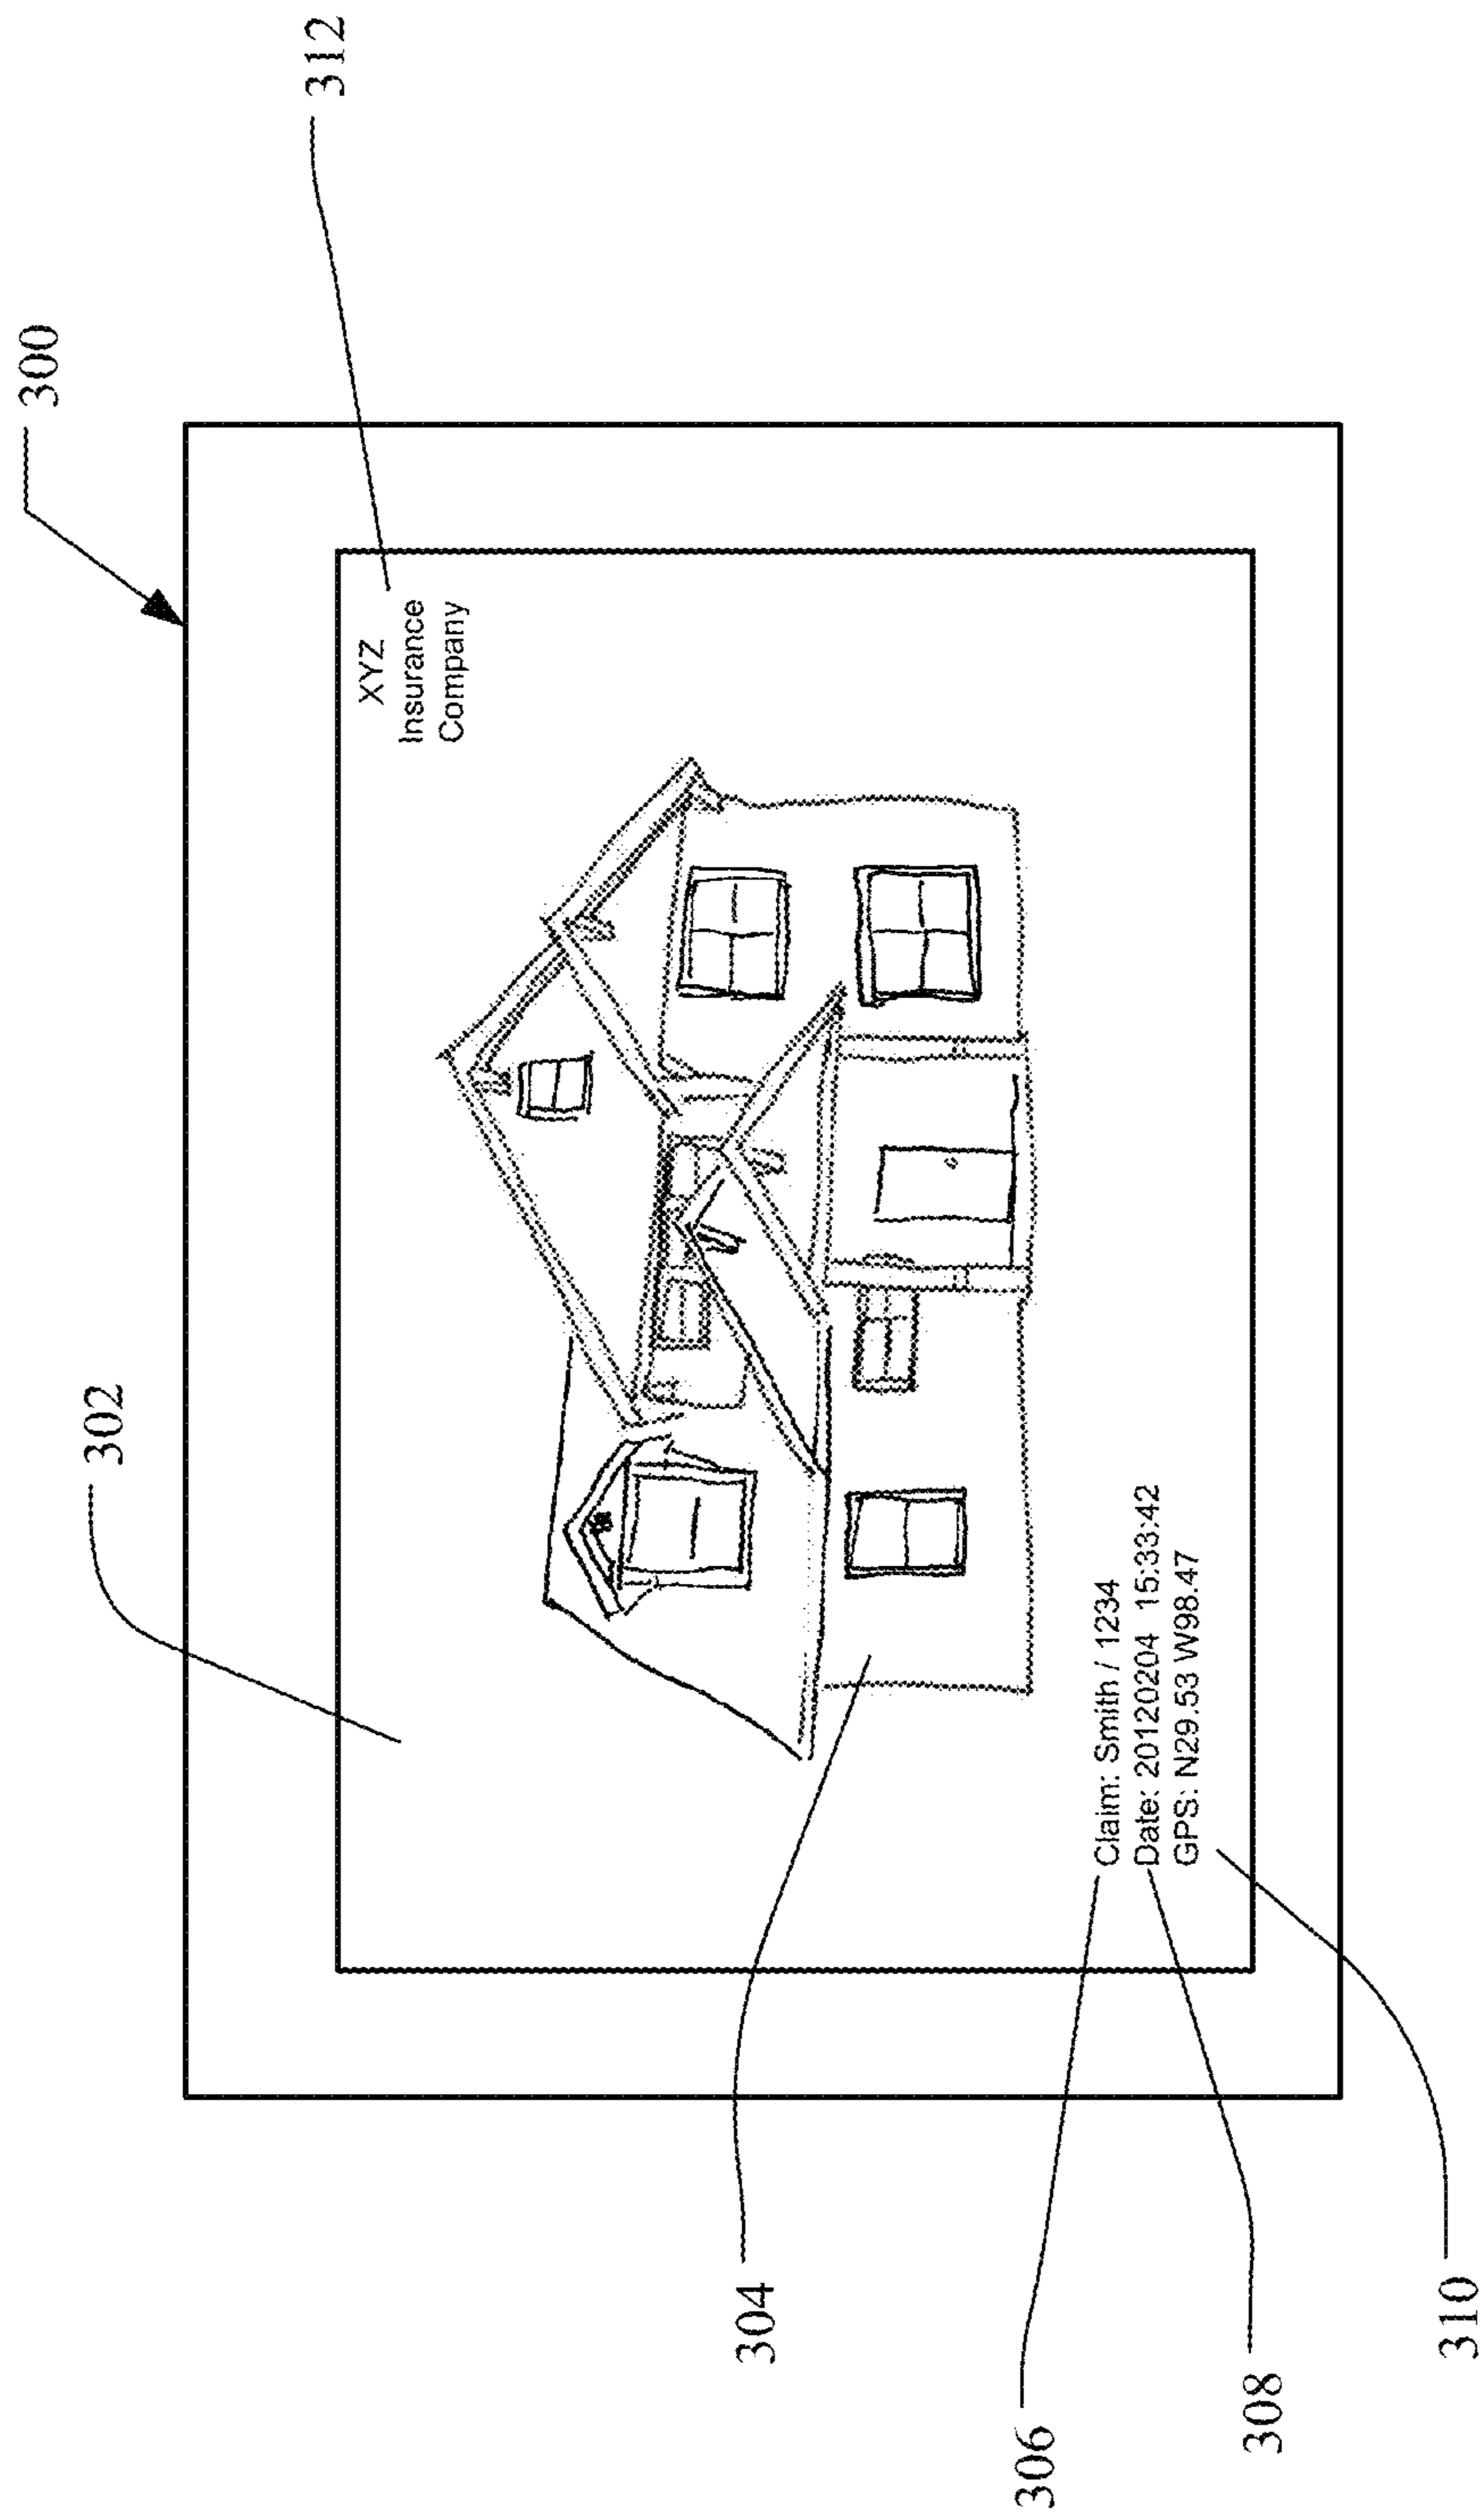 300
312
302
XYZ
Insurance
Company
304
Claim: Smith / 1234
Date: 20120204 15:33:42
GPS: N29.53 W98.47
306
308
310